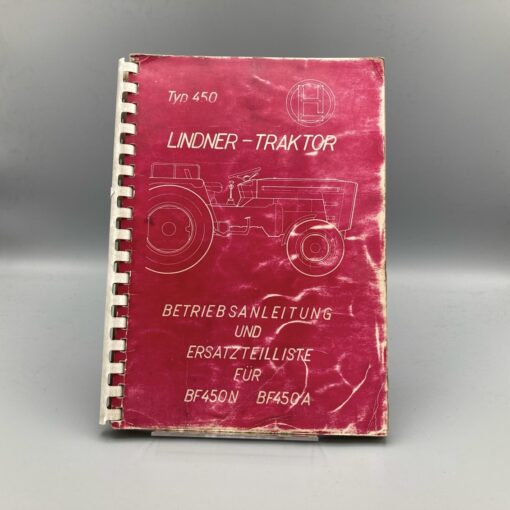 Typ 450
LINDNER-TRAKTOR
BETRIEBSANLEITUNG
UND
ERSATZTEILLISTE
FÜR
BF450N BF450A